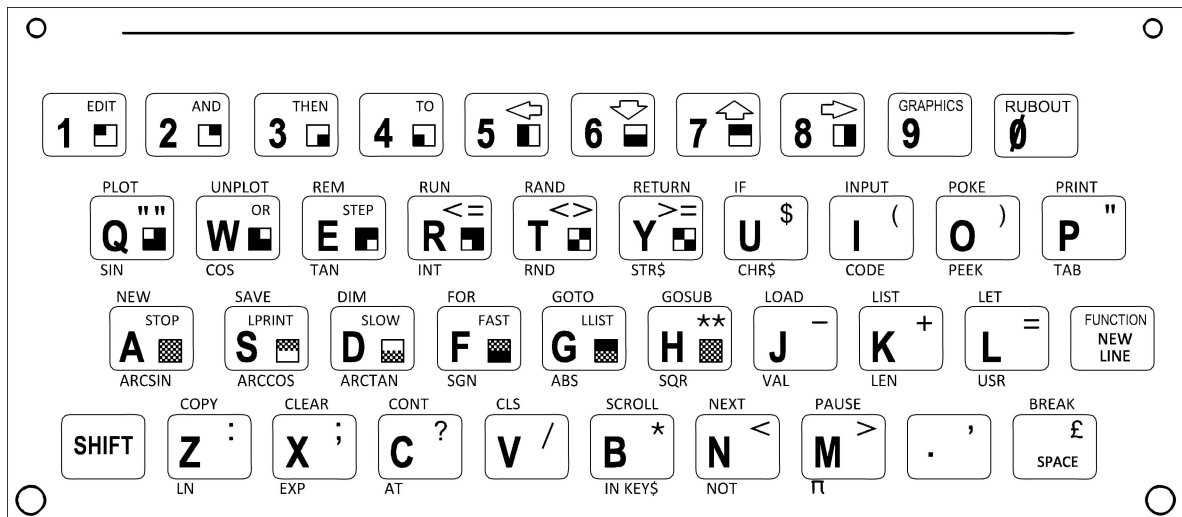 EDIT AND THEN TO GRAPHICS RUBOUT
1 2 3 4 5 6 7 8 9 0
PLOT UNPLOT REM RUN RAND RETURN IF INPUT POKE PRINT
"" OR STEP <= <> >= $ ( ) "
Q W E R T Y U I O P
SIN COS TAN INT RND STR$ CHR$ CODE PEEK TAB
NEW SAVE DIM FOR GOTO GOSUB LOAD LIST LET
STOP LPRINT SLOW FAST LLIST ** − + = FUNCTION
A S D F G H J K L NEW
LINE
ARCSIN ARCCOS ARCTAN SGN ABS SQR VAL LEN USR
COPY CLEAR CONT CLS SCROLL NEXT PAUSE BREAK
: ; ? / * < > , £
SHIFT Z X C V B N M . SPACE
LN EXP AT IN KEY$ NOT π